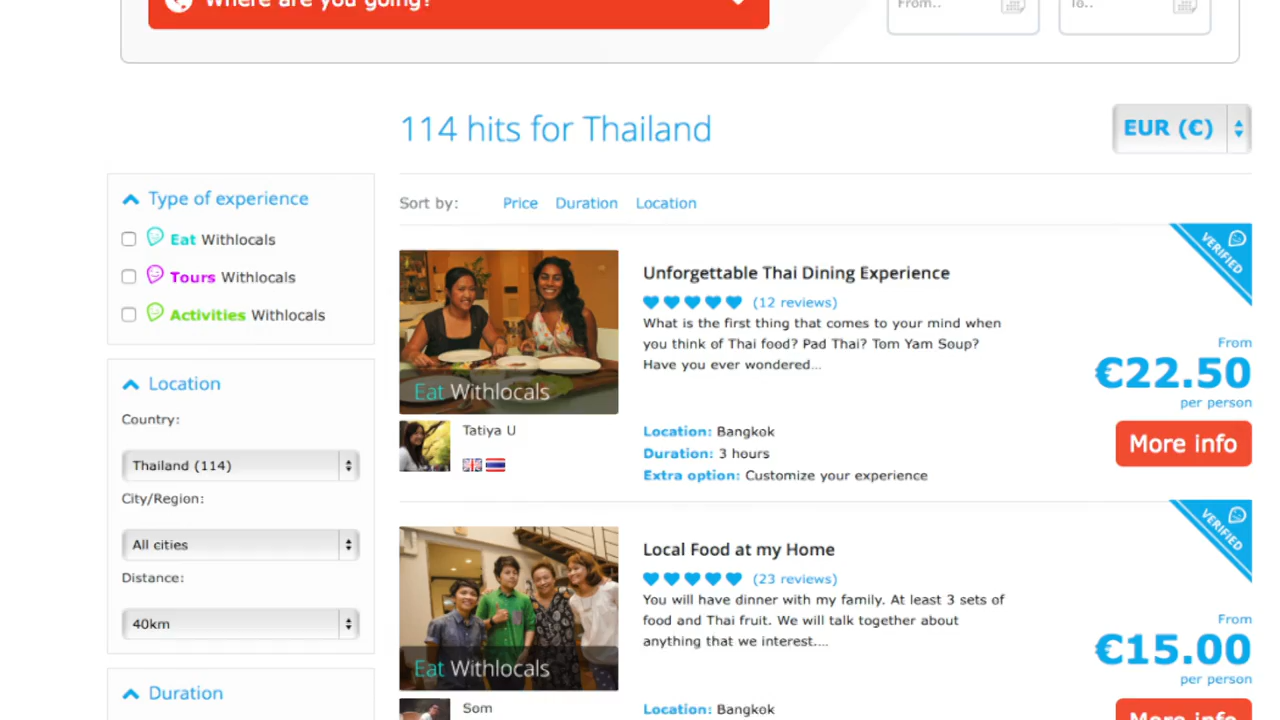 Where are you going?
From..
To..
114 hits for Thailand
EUR (€)
Type of experience
Eat Withlocals
Tours Withlocals
Activities Withlocals
Location
Country:
Thailand (114)
City/Region:
All cities
Distance:
40km
Duration
Sort by: Price Duration Location
Eat Withlocals
Tatiya U
Unforgettable Thai Dining Experience
(12 reviews)
What is the first thing that comes to your mind when
you think of Thai food? Pad Thai? Tom Yam Soup?
Have you ever wondered...
Location: Bangkok
Duration: 3 hours
Extra option: Customize your experience
VERIFIED
From
€22.50
per person
More info
Eat Withlocals
Som
Local Food at my Home
(23 reviews)
You will have dinner with my family. At least 3 sets of
food and Thai fruit. We will talk together about
anything that we interest....
Location: Bangkok
VERIFIED
From
€15.00
per person
More info